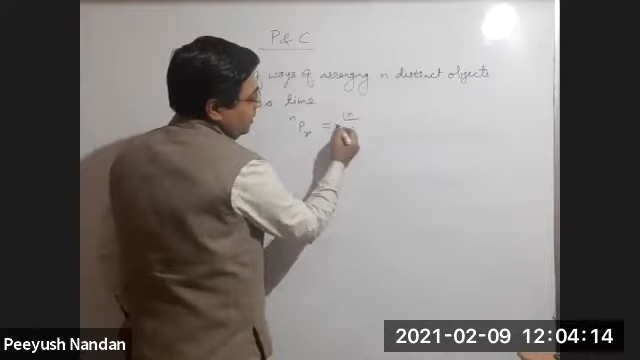 P & C
ways of arranging n distinct objects
a time
nPr = n
Peeyush Nandan
2021-02-09 12:04:14